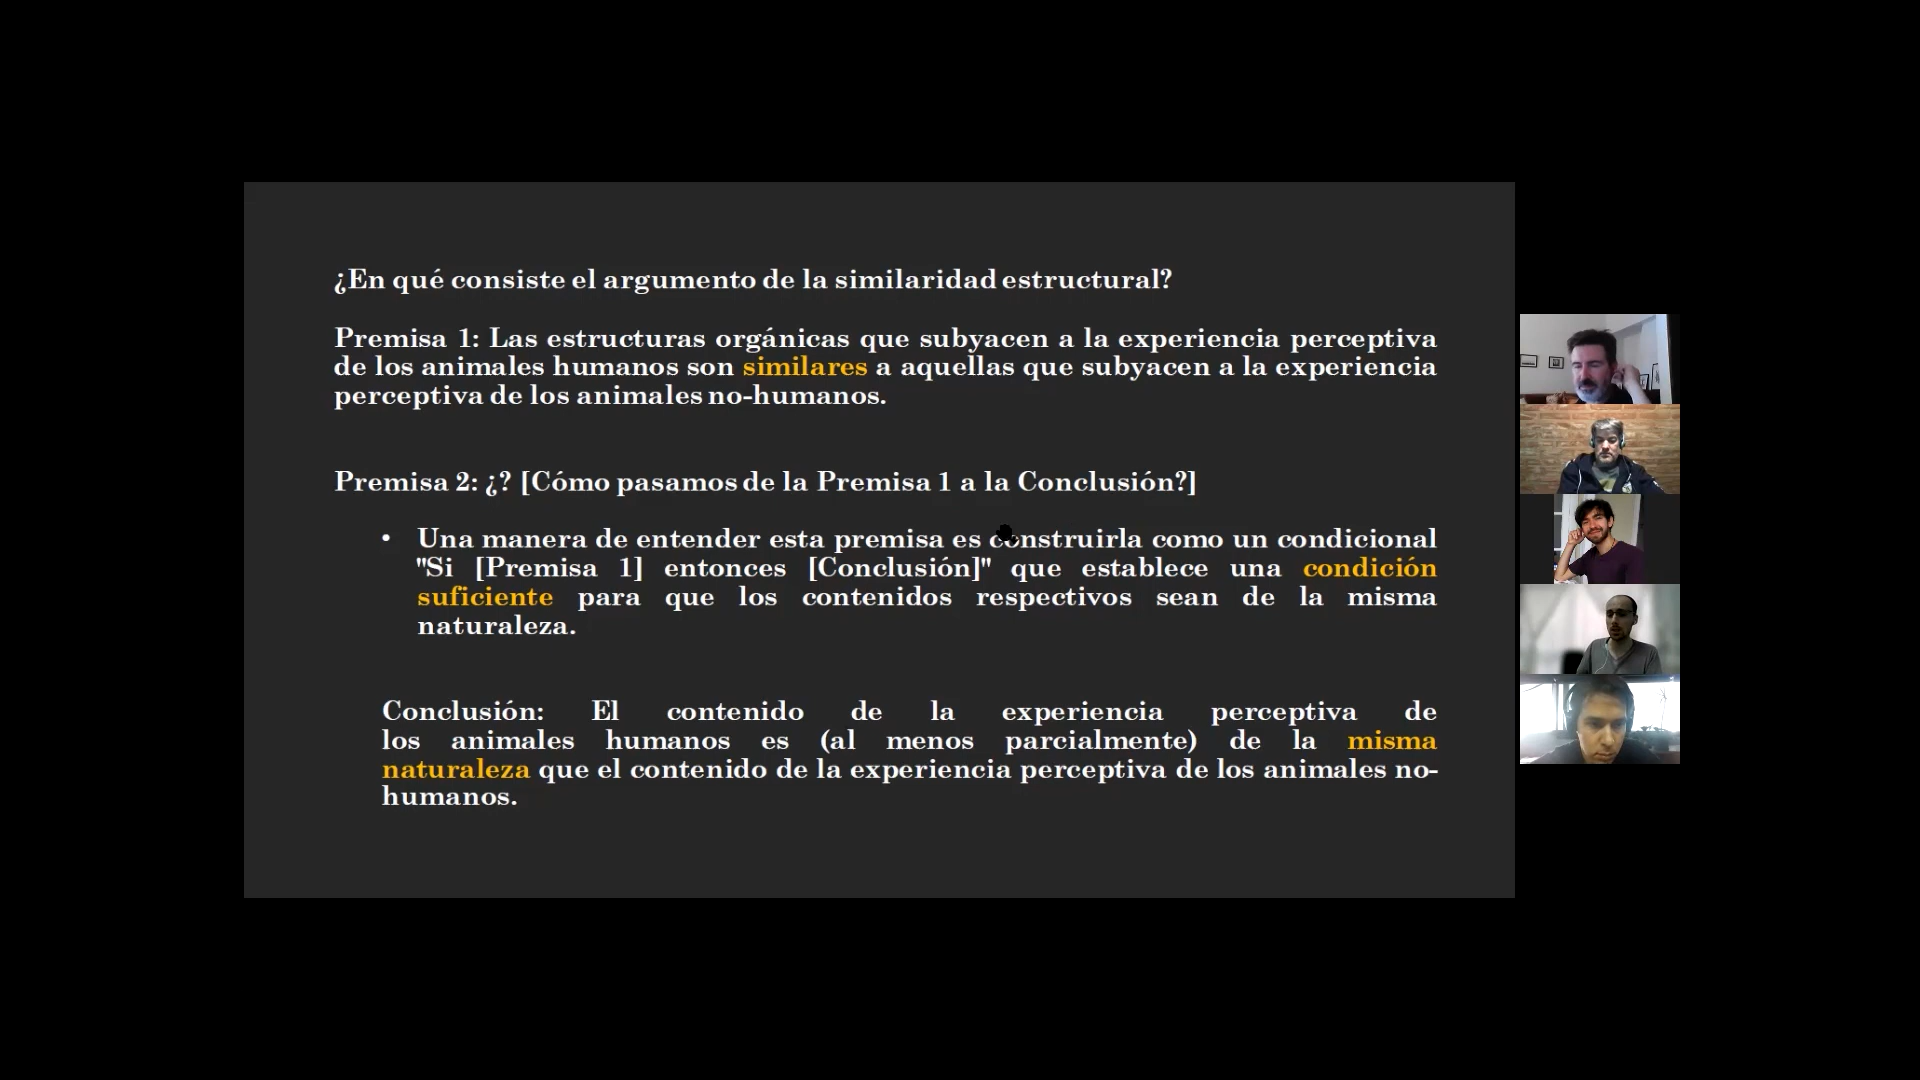 ¿En qué consiste el argumento de la similaridad estructural?
Premisa 1: Las estructuras orgánicas que subyacen a la experiencia perceptiva
de los animales humanos son similares a aquellas que subyacen a la experiencia
perceptiva de los animales no-humanos.
Premisa 2: ¿? [Cómo pasamos de la Premisa 1 a la Conclusión?]
• Una manera de entender esta premisa es construirla como un condicional
"Si [Premisa 1] entonces [Conclusión]" que establece una condición
suficiente para que los contenidos respectivos sean de la misma
naturaleza.
Conclusión: El contenido de la experiencia perceptiva de
los animales humanos es (al menos parcialmente) de la misma
naturaleza que el contenido de la experiencia perceptiva de los animales no-
humanos.